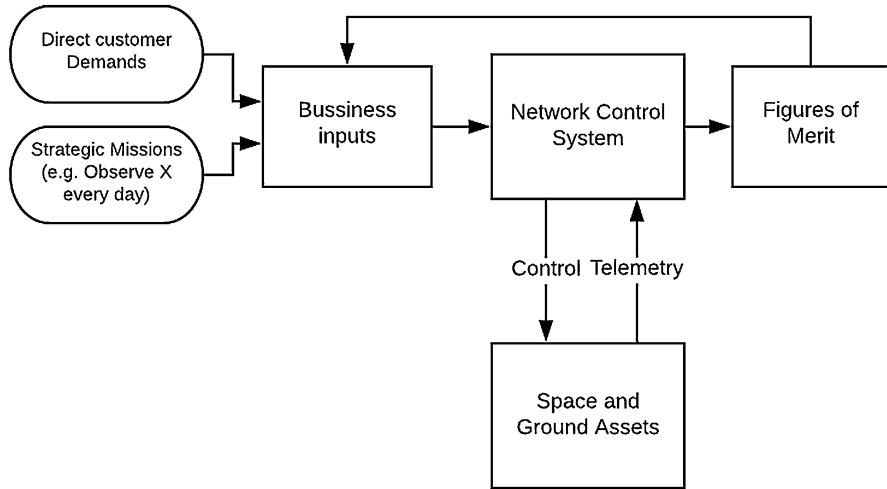 Direct customer
Demands
Strategic Missions
(e.g. Observe X
every day)
Bussiness
inputs
Network Control
System
Figures of
Merit
Control
Telemetry
Space and
Ground Assets